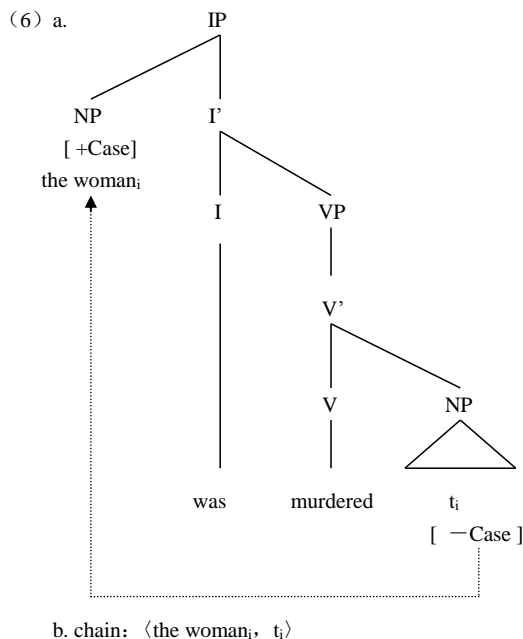 （6）a.
IP
NP I’
[ +Case]
the womanᵢ
I VP
V’
V NP
was murdered tᵢ
[ －Case ]
b. chain: 〈the womanᵢ，tᵢ〉